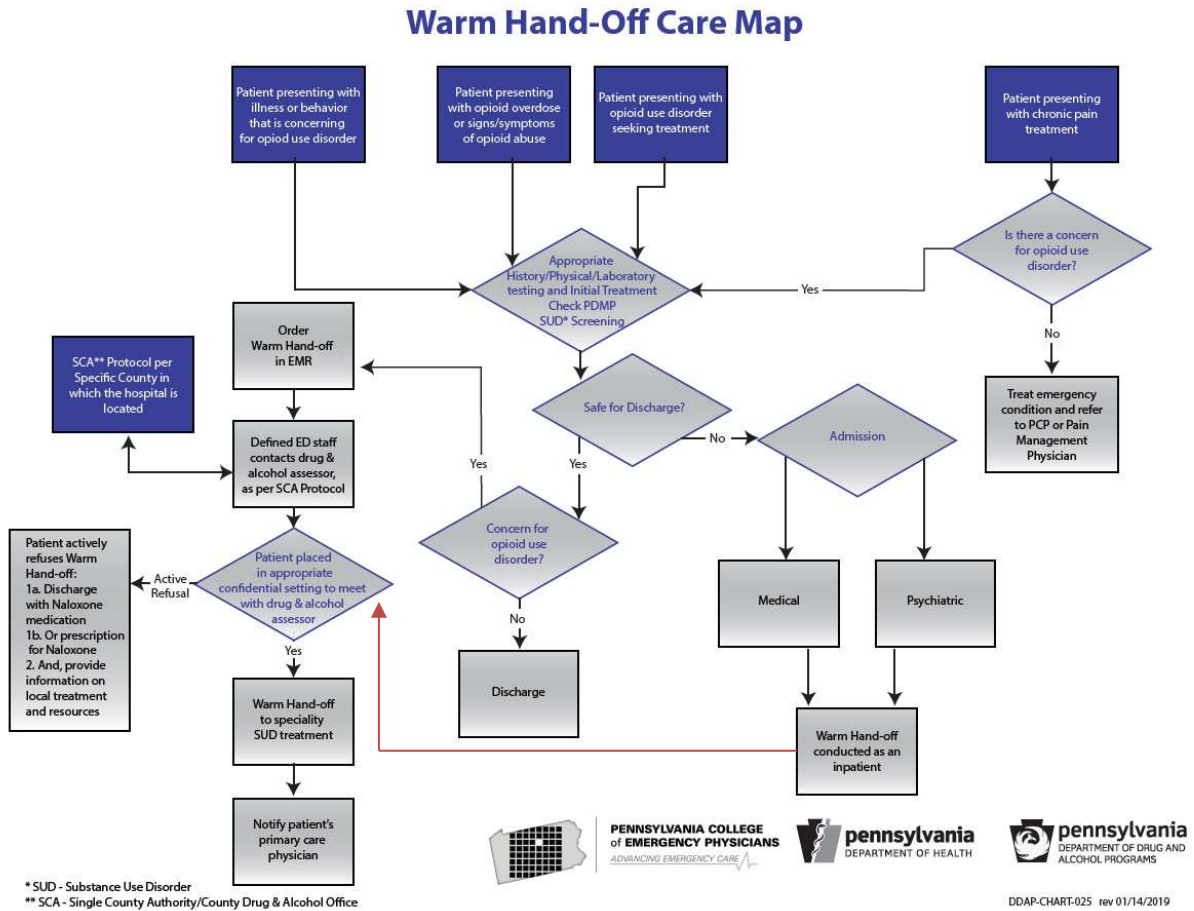 Warm Hand-Off Care Map
Patient presenting with
illness or behavior
that is concerning
for opiod use disorder
Patient presenting
with opioid overdose
or signs/symptoms
of opioid abuse
Patient presenting with
opioid use disorder
seeking treatment
Patient presenting
with chronic pain
treatment
Is there a concern
for opioid use
disorder?
Yes
No
Appropriate
History/Physical/Laboratory
testing and Initial Treatment
Check PDMP
SUD* Screening
Order
Warm Hand-off
in EMR
SCA** Protocol per
Specific County in
which the hospital is
located
Safe for Discharge?
No
Admission
Treat emergency
condition and refer
to PCP or Pain
Management
Physician
Defined ED staff
contacts drug &
alcohol assessor,
as per SCA Protocol
Yes
Yes
Concern for
opioid use
disorder?
Patient actively
refuses Warm
Hand-off:
1a. Discharge
with Naloxone
medication
1b. Or prescription
for Naloxone
2. And, provide
information on
local treatment
and resources
Active
Refusal
Patient placed
in appropriate
confidential setting to meet
with drug & alcohol
assessor
Medical
Psychiatric
No
Yes
Discharge
Warm Hand-off
to speciality
SUD treatment
Warm Hand-off
conducted as an
inpatient
Notify patient's
primary care
physician
PENNSYLVANIA COLLEGE
of EMERGENCY PHYSICIANS
ADVANCING EMERGENCY CARE
pennsylvania
DEPARTMENT OF HEALTH
pennsylvania
DEPARTMENT OF DRUG AND
ALCOHOL PROGRAMS
* SUD - Substance Use Disorder
** SCA - Single County Authority/County Drug & Alcohol Office
DDAP-CHART-025 rev 01/14/2019